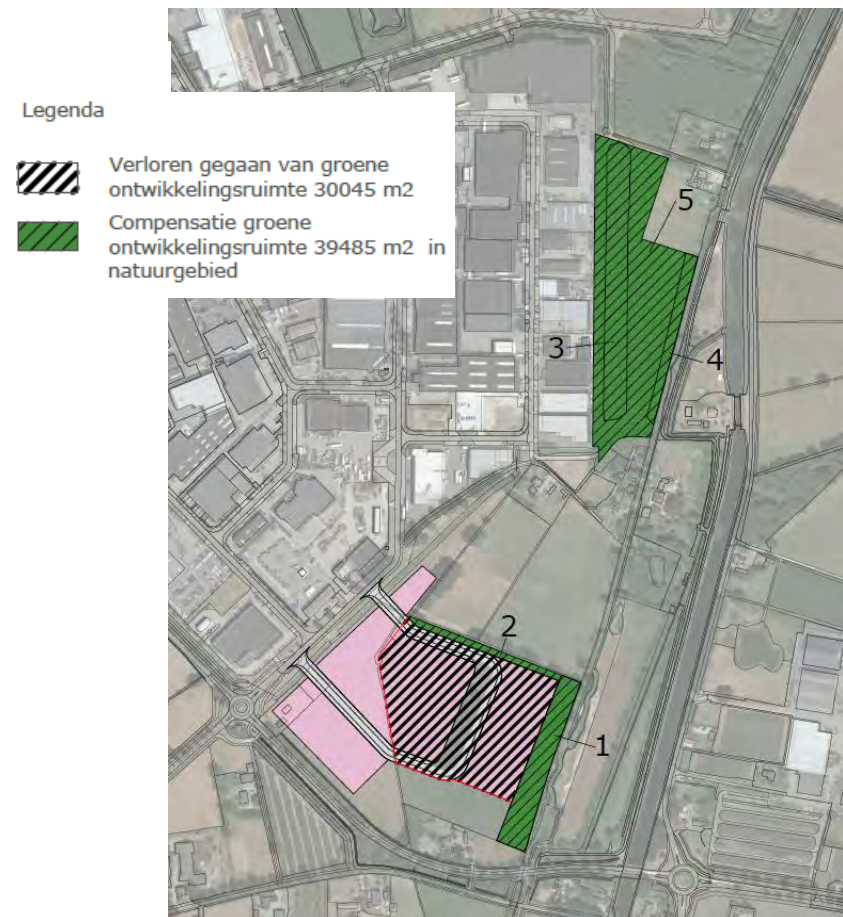 Legenda
Verloren gegaan van groene
ontwikkelingsruimte 30045 m2
Compensatie groene
ontwikkelingsruimte 39485 m2 in
natuurgebied
5
3
4
2
1